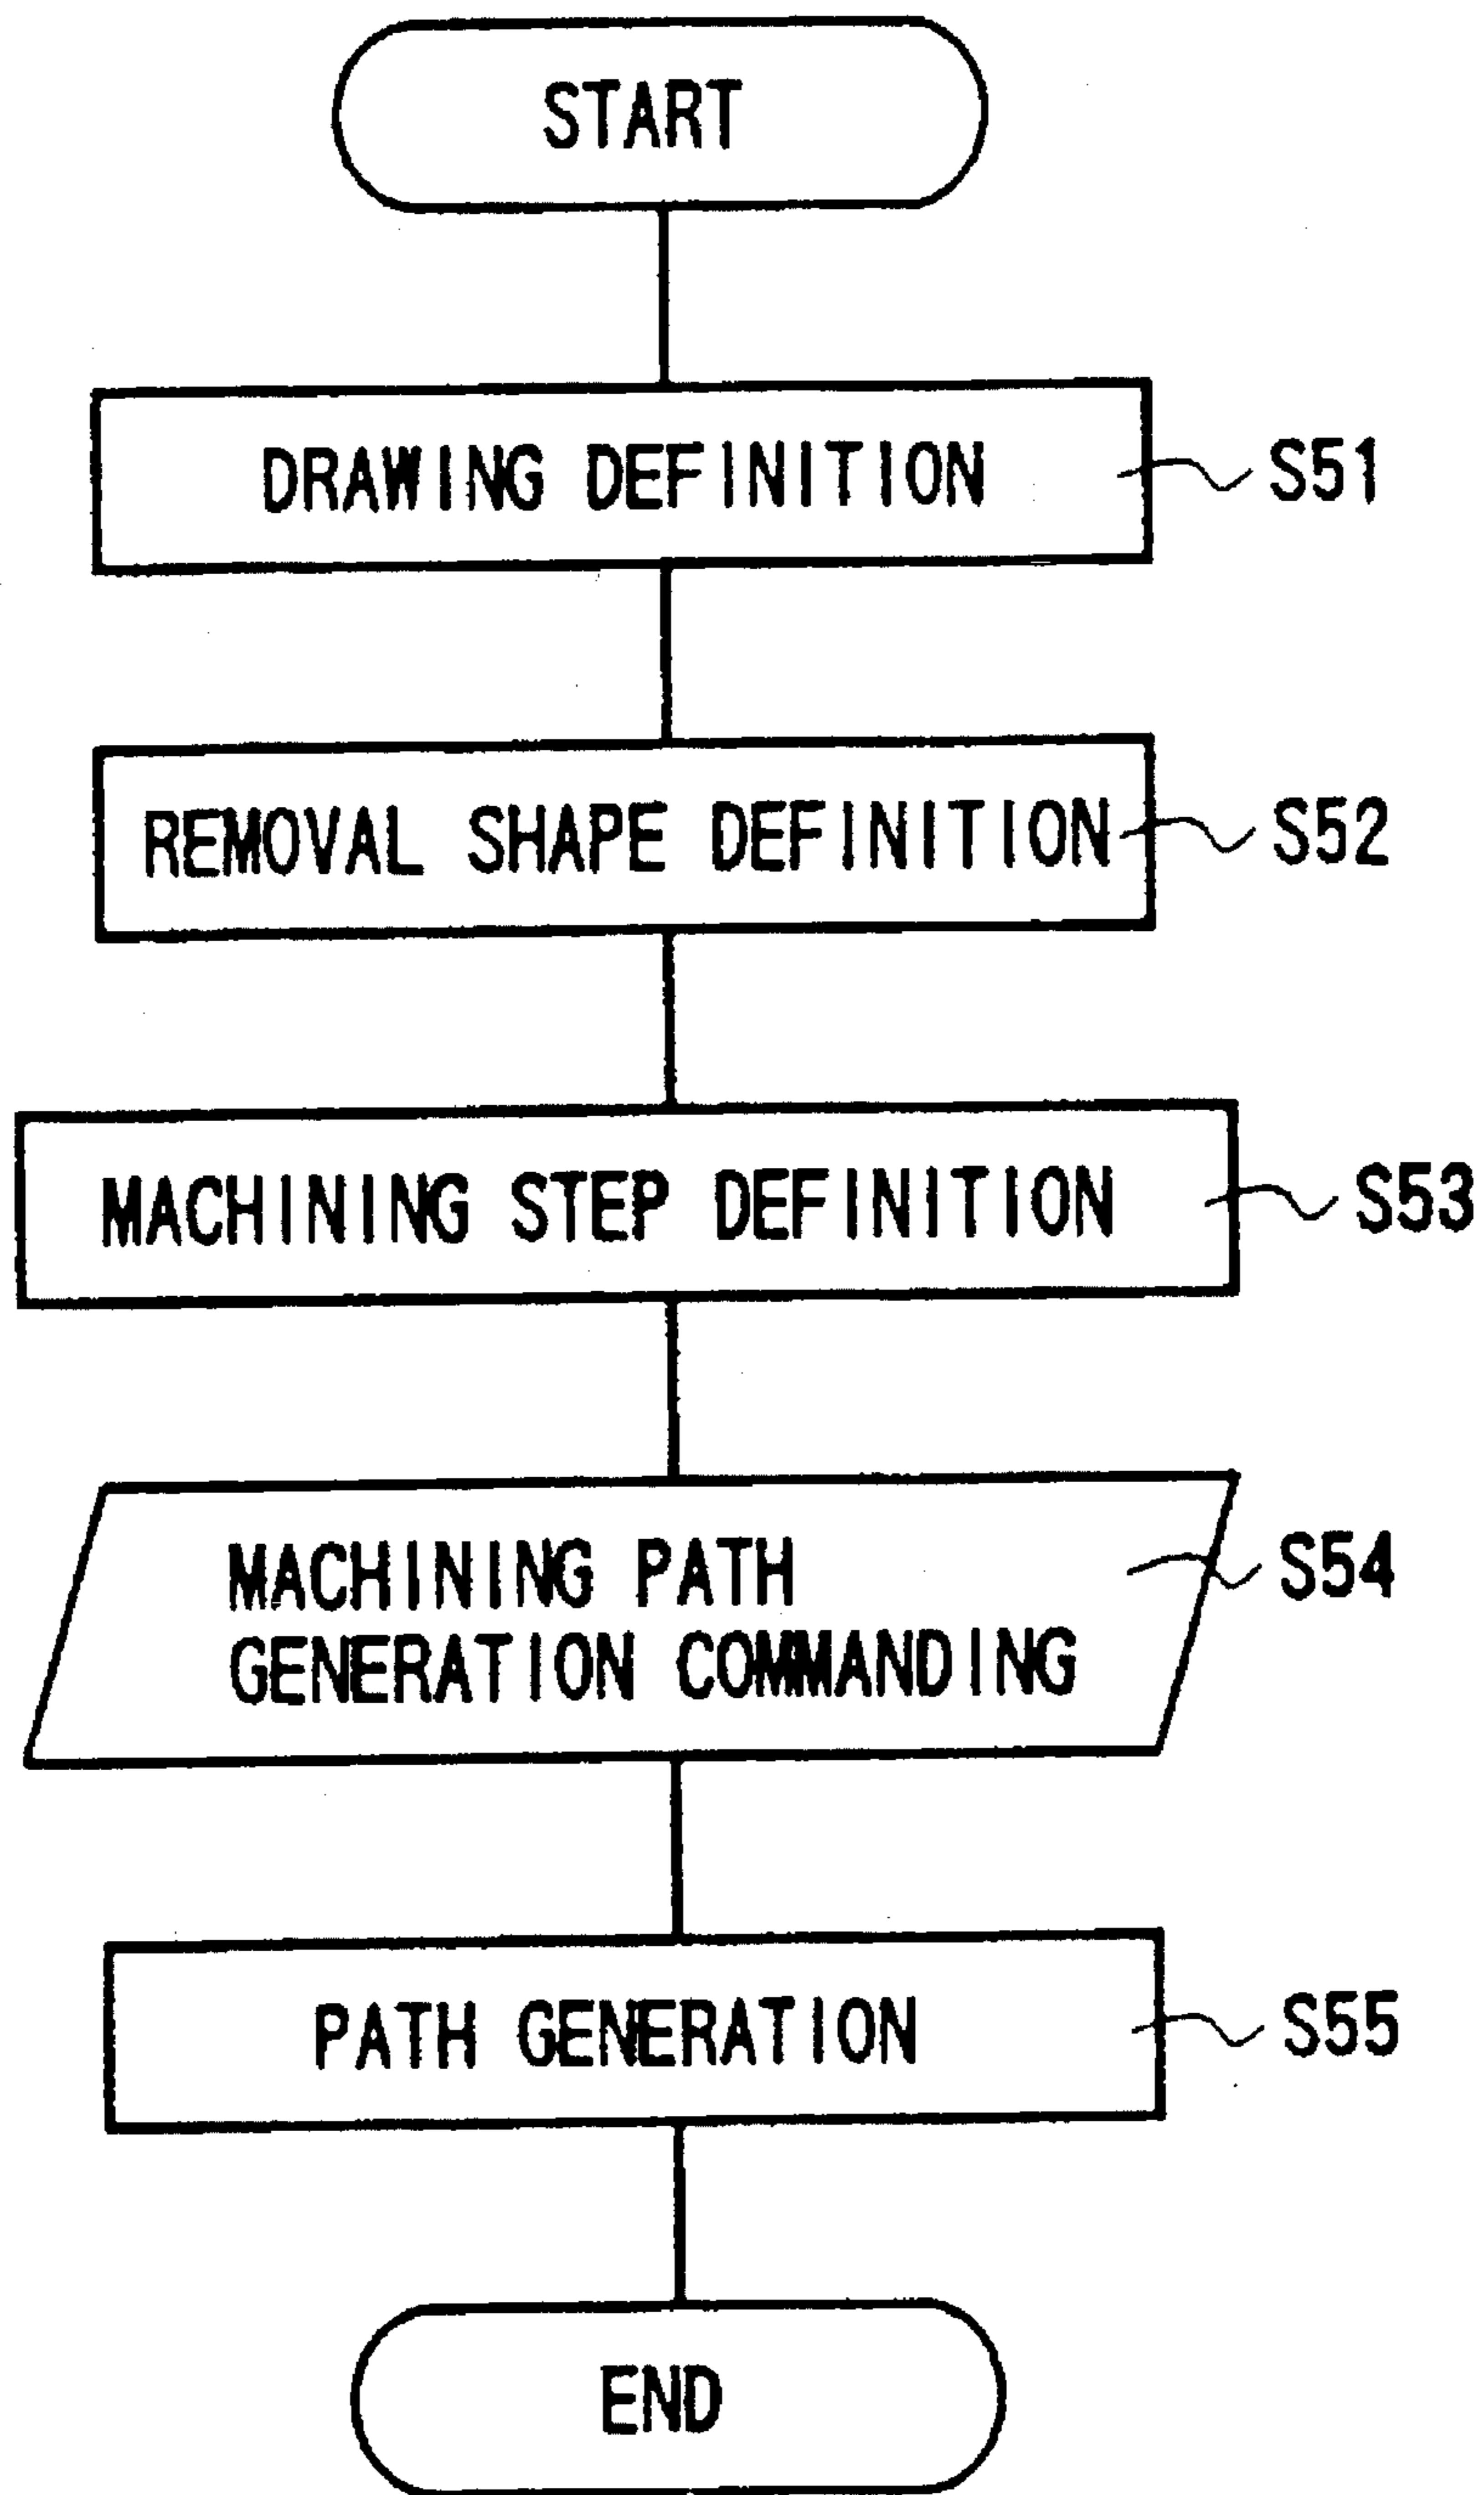 START
DRAWING DEFINITION
S51
REMOVAL SHAPE DEFINITION
S52
MACHINING STEP DEFINITION
S53
MACHINING PATH
GENERATION COMMANDING
S54
PATH GENERATION
S55
END